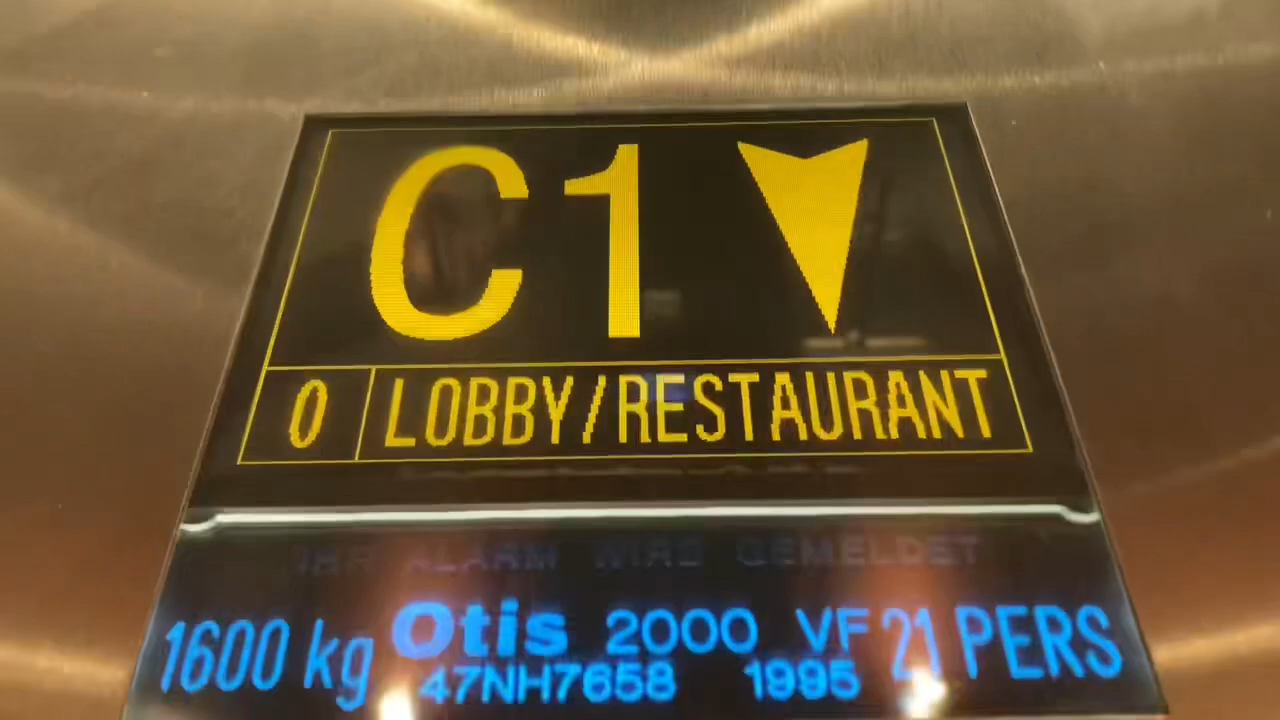 C1
0 LOBBY/RESTAURANT
IHR ALARM WIRD GEMELDET
1600 kg Otis 2000 VF 21 PERS
47NH7658 1995